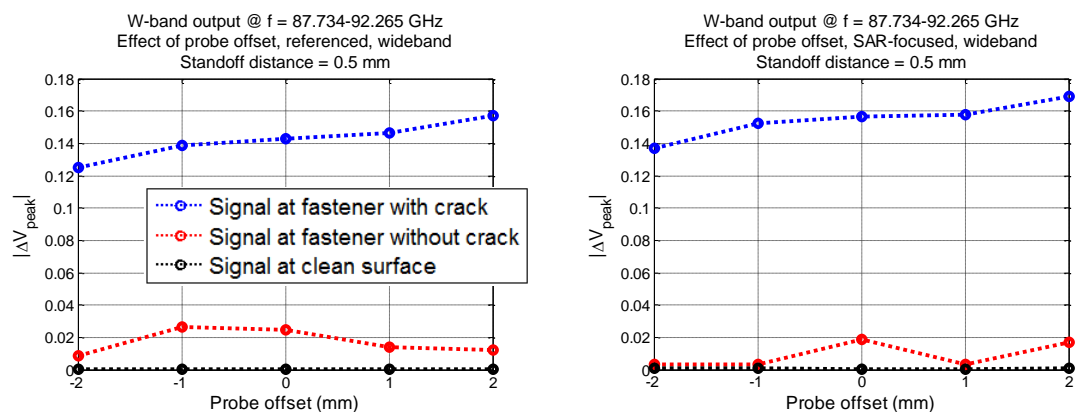 W-band output @ f = 87.734-92.265 GHz
Effect of probe offset, referenced, wideband
Standoff distance = 0.5 mm
0.18
0.16
0.14
0.12
0.1
0.08
0.06
0.04
0.02
0
|ΔV_peak|
Signal at fastener with crack
Signal at fastener without crack
Signal at clean surface
-2
-1
0
1
2
Probe offset (mm)
W-band output @ f = 87.734-92.265 GHz
Effect of probe offset, SAR-focused, wideband
Standoff distance = 0.5 mm
0.18
0.16
0.14
0.12
0.1
0.08
0.06
0.04
0.02
0
|ΔV_peak|
-2
-1
0
1
2
Probe offset (mm)